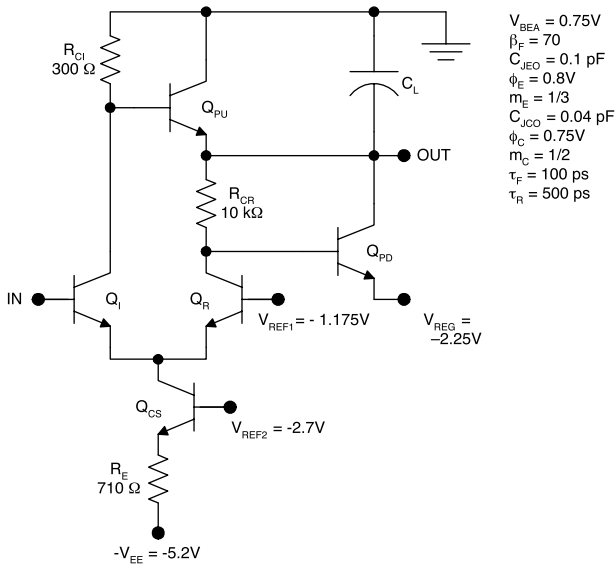 R_CI
300 Ω
Q_PU
C_L
OUT
R_CR
10 kΩ
Q_PD
IN
Q_I
Q_R
V_REF1 = - 1.175V
V_REG =
–2.25V
Q_CS
V_REF2 = -2.7V
R_E
710 Ω
-V_EE = -5.2V
V_BEA = 0.75V
β_F = 70
C_JEO = 0.1 pF
ϕ_E = 0.8V
m_E = 1/3
C_JCO = 0.04 pF
ϕ_C = 0.75V
m_C = 1/2
τ_F = 100 ps
τ_R = 500 ps